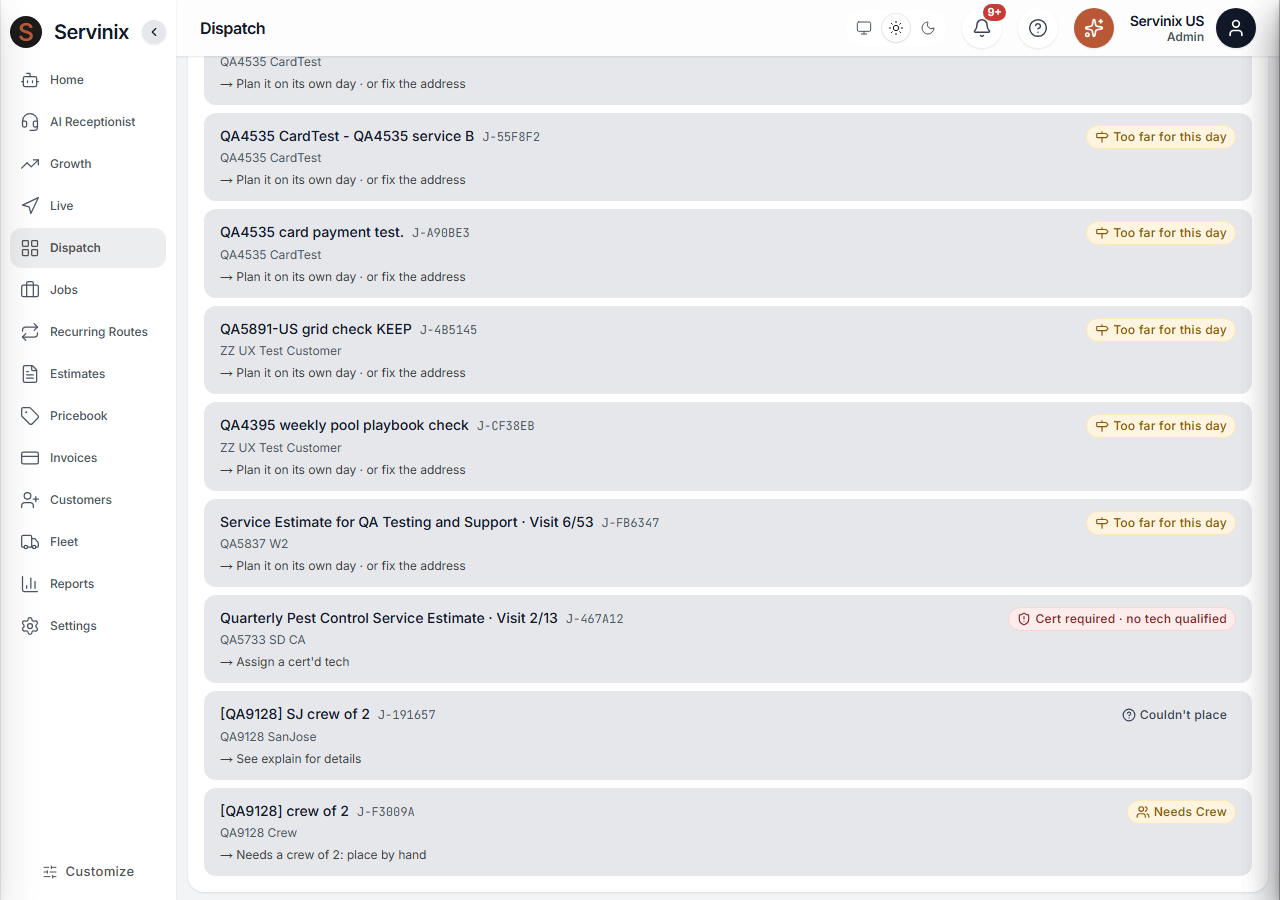 S
Servinix
Dispatch
9+
Servinix US
Admin
Home
AI Receptionist
Growth
Live
Dispatch
Jobs
Recurring Routes
Estimates
Pricebook
Invoices
Customers
Fleet
Reports
Settings
Customize
QA4535 CardTest
→ Plan it on its own day · or fix the address
QA4535 CardTest - QA4535 service B J-55F8F2
Too far for this day
QA4535 CardTest
→ Plan it on its own day · or fix the address
QA4535 card payment test. J-A90BE3
Too far for this day
QA4535 CardTest
→ Plan it on its own day · or fix the address
QA5891-US grid check KEEP J-4B5145
Too far for this day
ZZ UX Test Customer
→ Plan it on its own day · or fix the address
QA4395 weekly pool playbook check J-CF38EB
Too far for this day
ZZ UX Test Customer
→ Plan it on its own day · or fix the address
Service Estimate for QA Testing and Support · Visit 6/53 J-FB6347
Too far for this day
QA5837 W2
→ Plan it on its own day · or fix the address
Quarterly Pest Control Service Estimate · Visit 2/13 J-467A12
Cert required · no tech qualified
QA5733 SD CA
→ Assign a cert'd tech
[QA9128] SJ crew of 2 J-191657
Couldn't place
QA9128 SanJose
→ See explain for details
[QA9128] crew of 2 J-F3009A
Needs Crew
QA9128 Crew
→ Needs a crew of 2: place by hand